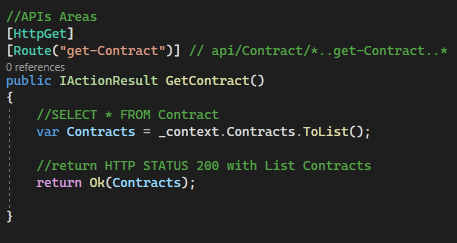 //APIs Areas
[HttpGet]
[Route("get-Contract")] // api/Contract/*..get-Contract..*
0 references
public IActionResult GetContract()
{
//SELECT * FROM Contract
var Contracts = _context.Contracts.ToList();
//return HTTP STATUS 200 with List Contracts
return Ok(Contracts);
}